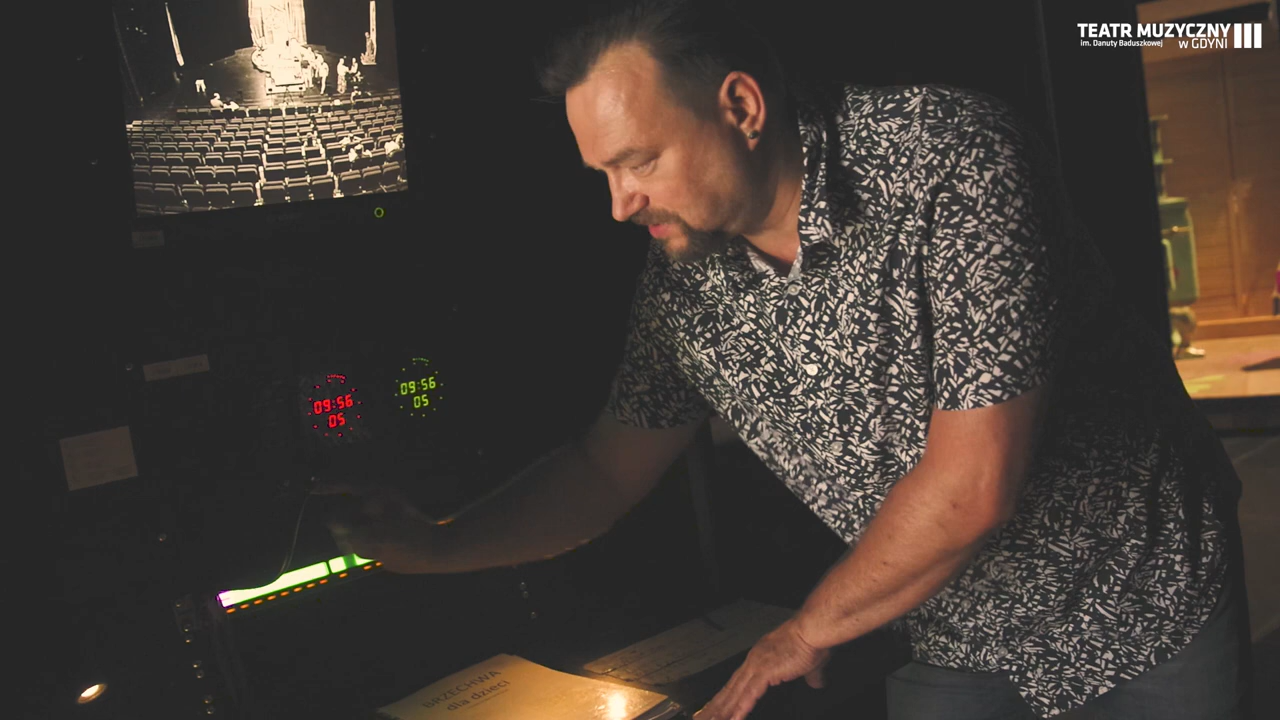 TEATR MUZYCZNY
im. Danuty Baduszkowej w GDYNI
09:56
05
09:56
05
BRZECHWA
dla dzieci